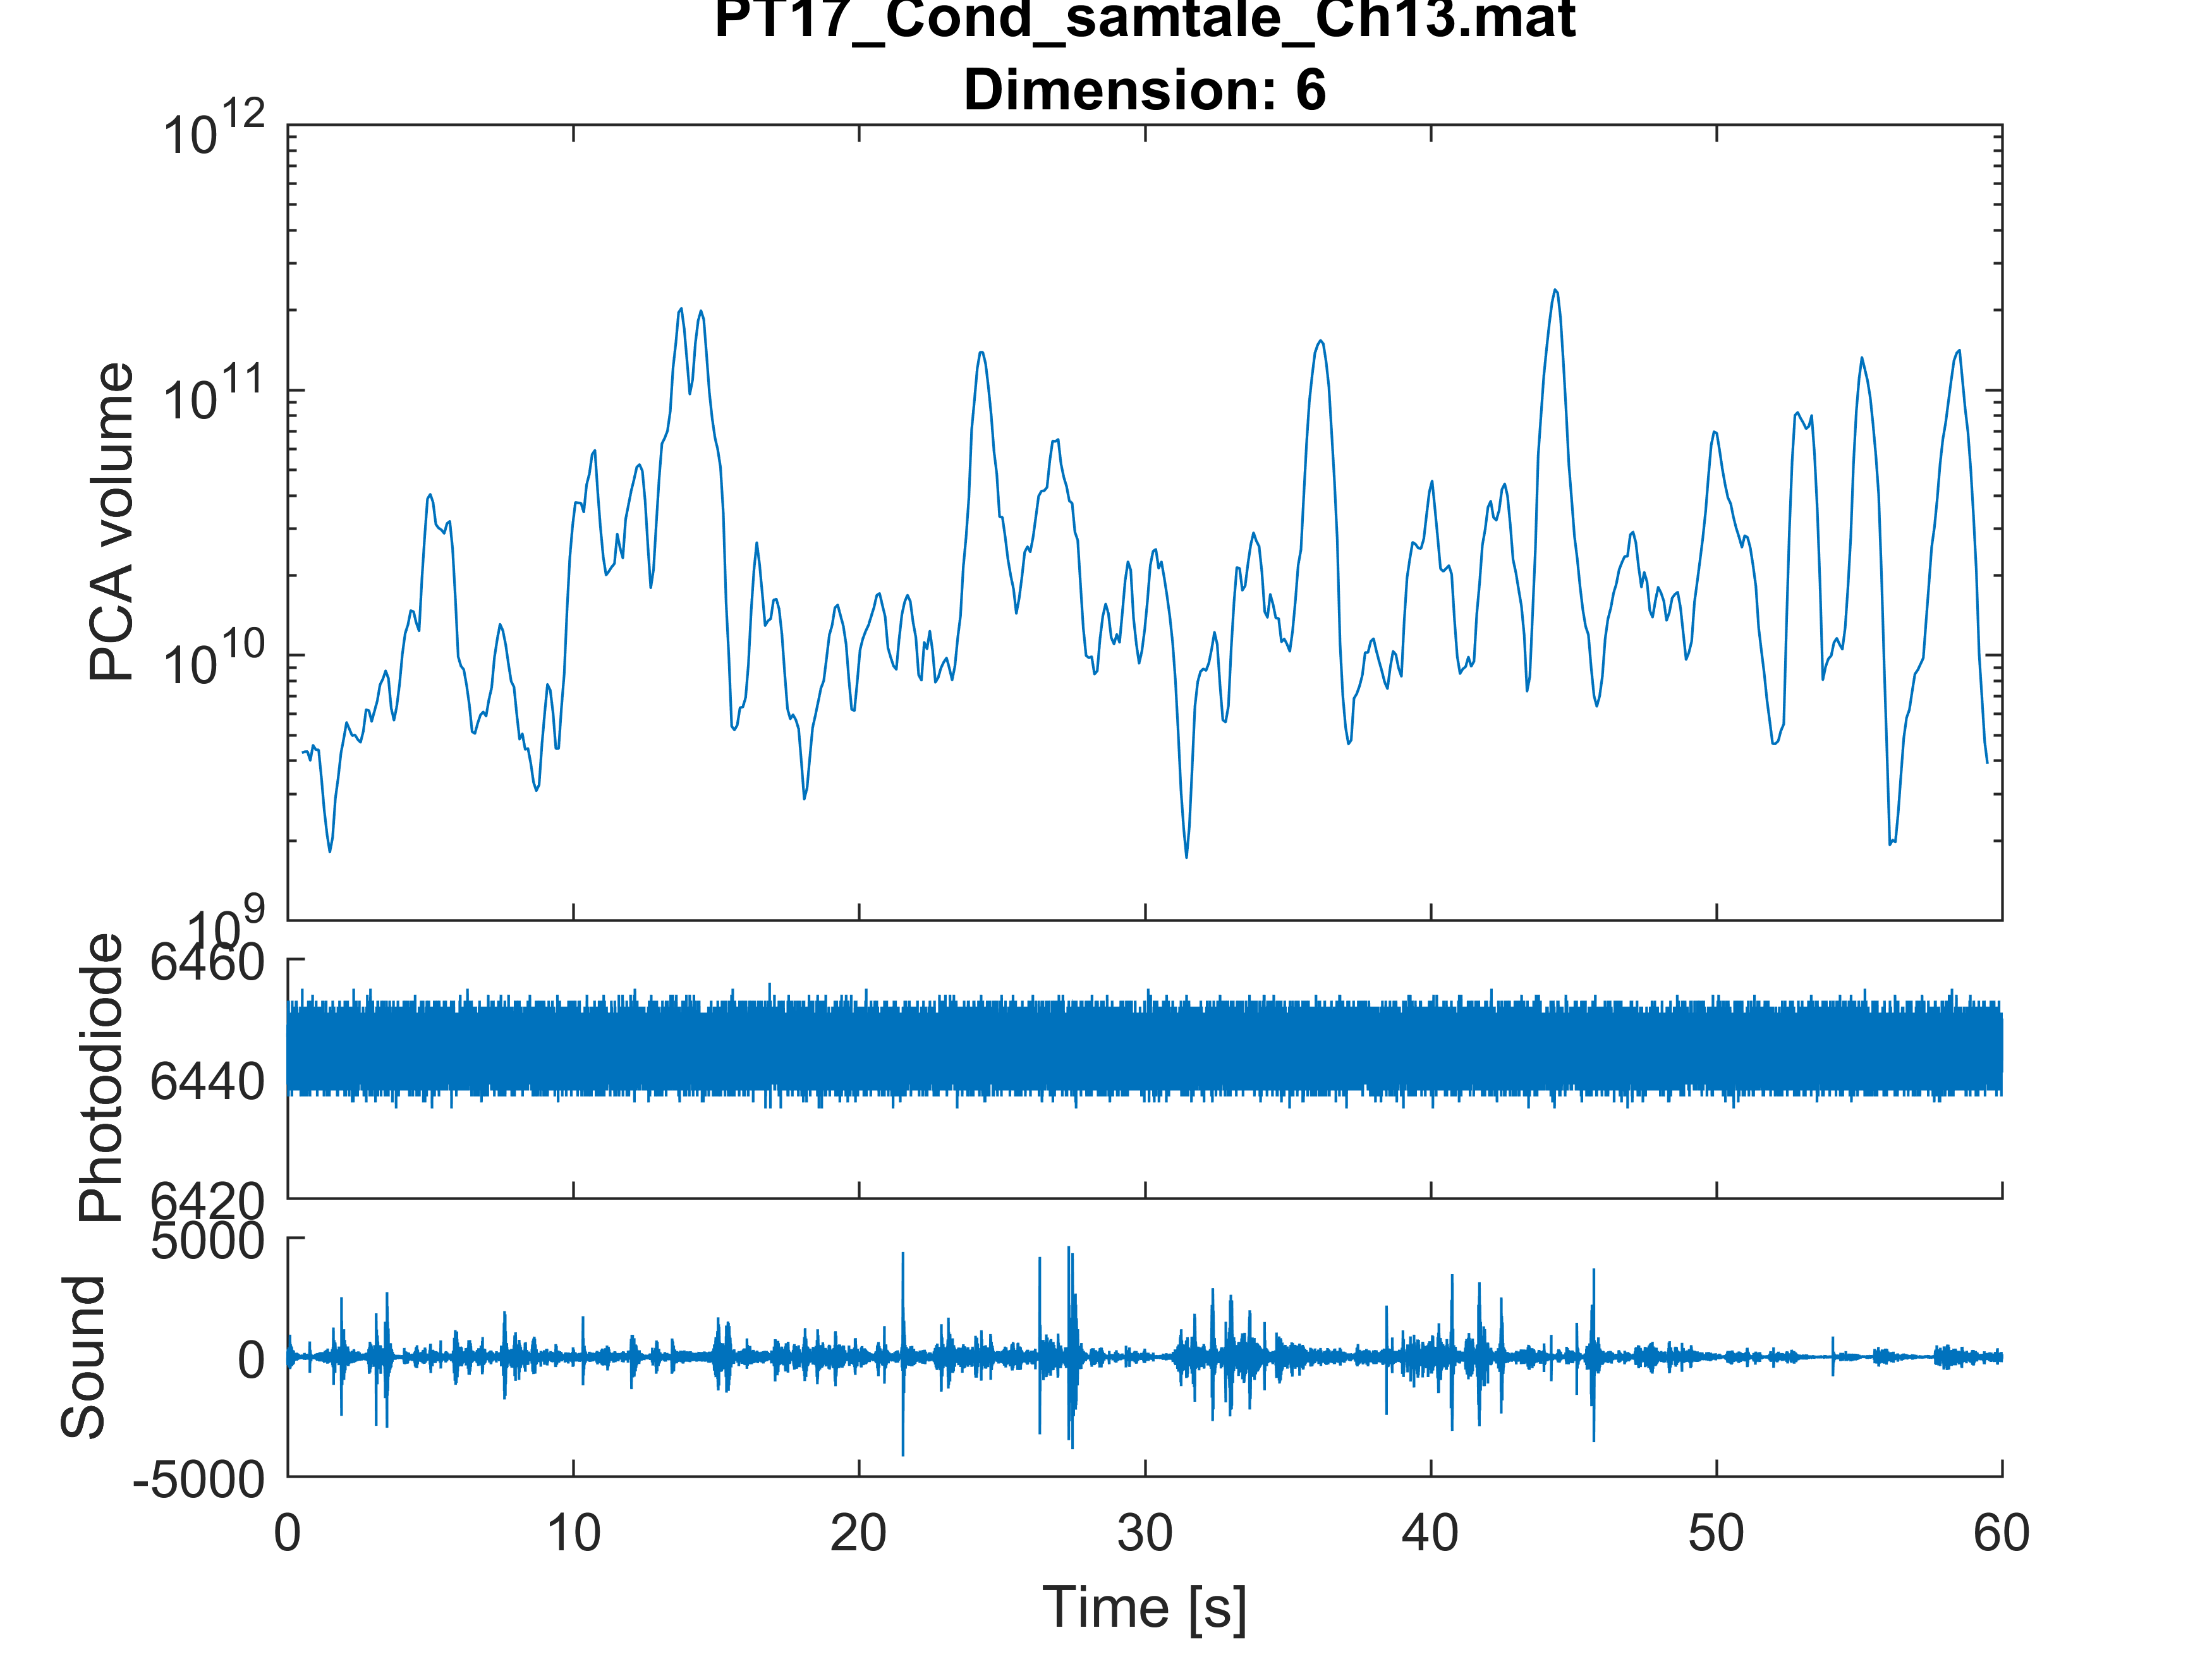 PT17_Cond_samtale_Ch13.mat
Dimension: 6
10^12
10^11
10^10
10^9
PCA volume
6460
6440
6420
Photodiode
5000
0
-5000
Sound
0 10 20 30 40 50 60
Time [s]